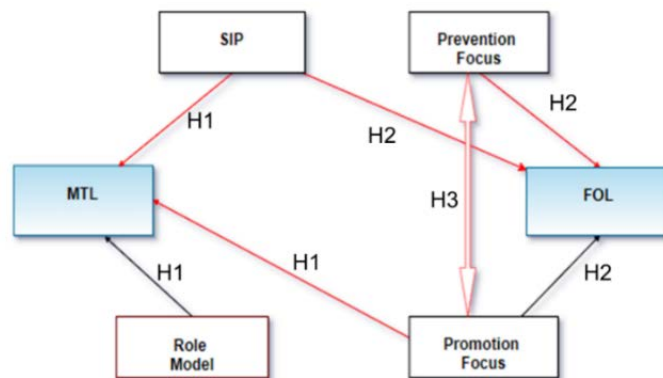 SIP
Prevention
Focus
H1
H2
H2
MTL
H3
FOL
H1
H1
H2
Role
Model
Promotion
Focus